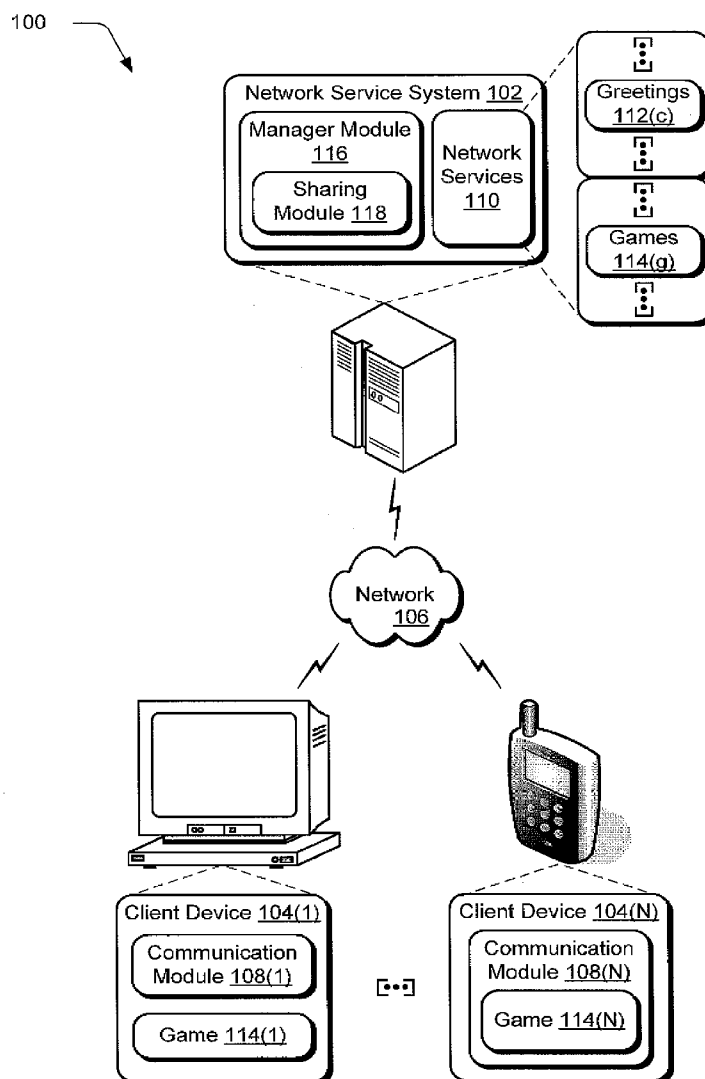 100
Network Service System 102
Manager Module
116
Sharing
Module 118
Network
Services
110
Greetings
112(c)
Games
114(g)
Network
106
Client Device 104(1)
Communication
Module 108(1)
Game 114(1)
Client Device 104(N)
Communication
Module 108(N)
Game 114(N)